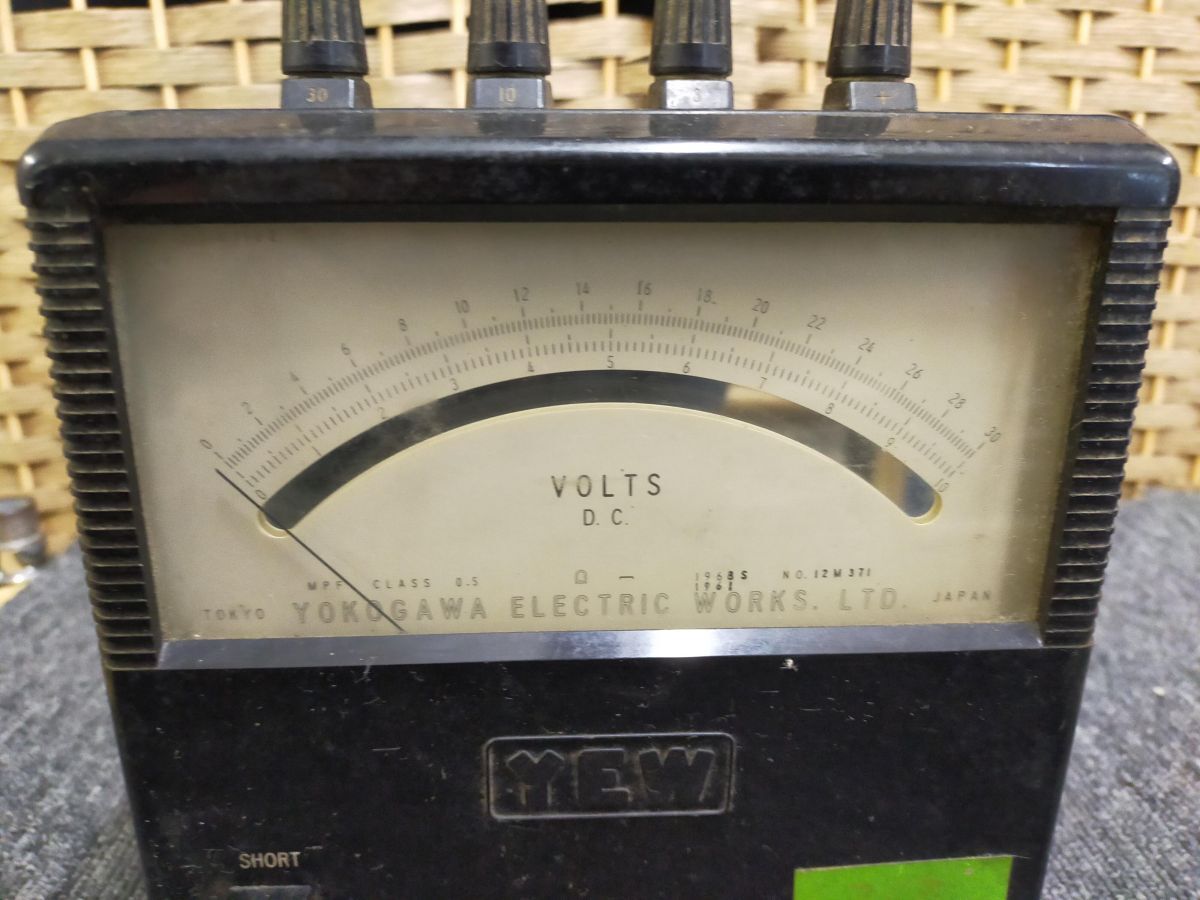 30 10 3 +
0 2 4 6 8 10 12 14 16 18 20 22 24 26 28 30
0 1 2 3 4 5 6 7 8 9 10
VOLTS
D. C.
MPF CLASS 0.5 Ω — 1968S NO. 12M371
1961
TOKYO YOKOGAWA ELECTRIC WORKS. LTD. JAPAN
YEW
SHORT